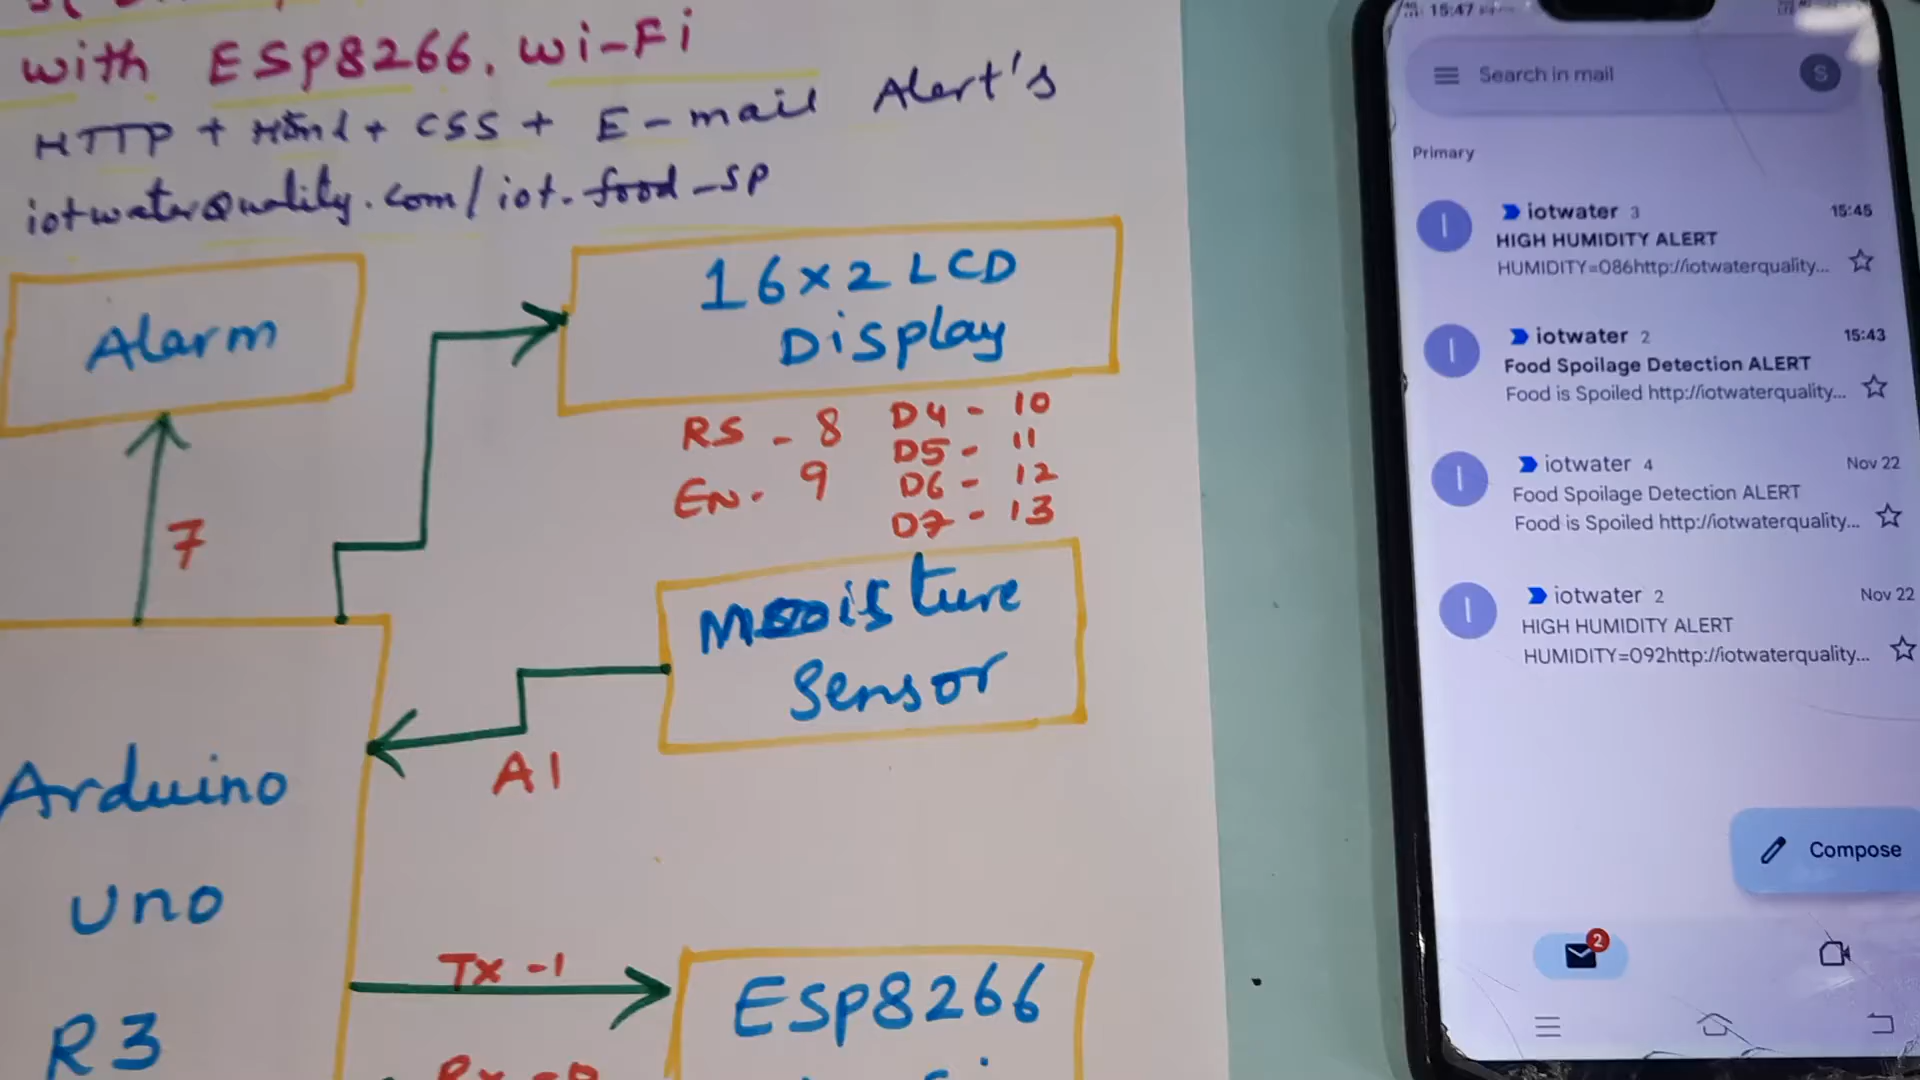 with ESP8266. Wi-Fi
HTTP + Html + CSS + E-mail Alert's
iotwaterquality.com/iot.food_sp
Alarm
16x2 LCD
Display
RS - 8
EN - 9
D4 - 10
D5 - 11
D6 - 12
D7 - 13
7
Moisture
Sensor
A1
Arduino
Uno
R3
Tx -1
Esp8266
15:47
Search in mail
S
Primary
I
iotwater 3
15:45
HIGH HUMIDITY ALERT
HUMIDITY=086http://iotwaterquality...
I
iotwater 2
15:43
Food Spoilage Detection ALERT
Food is Spoiled http://iotwaterquality...
I
iotwater 4
Nov 22
Food Spoilage Detection ALERT
Food is Spoiled http://iotwaterquality...
I
iotwater 2
Nov 22
HIGH HUMIDITY ALERT
HUMIDITY=092http://iotwaterquality...
Compose
2